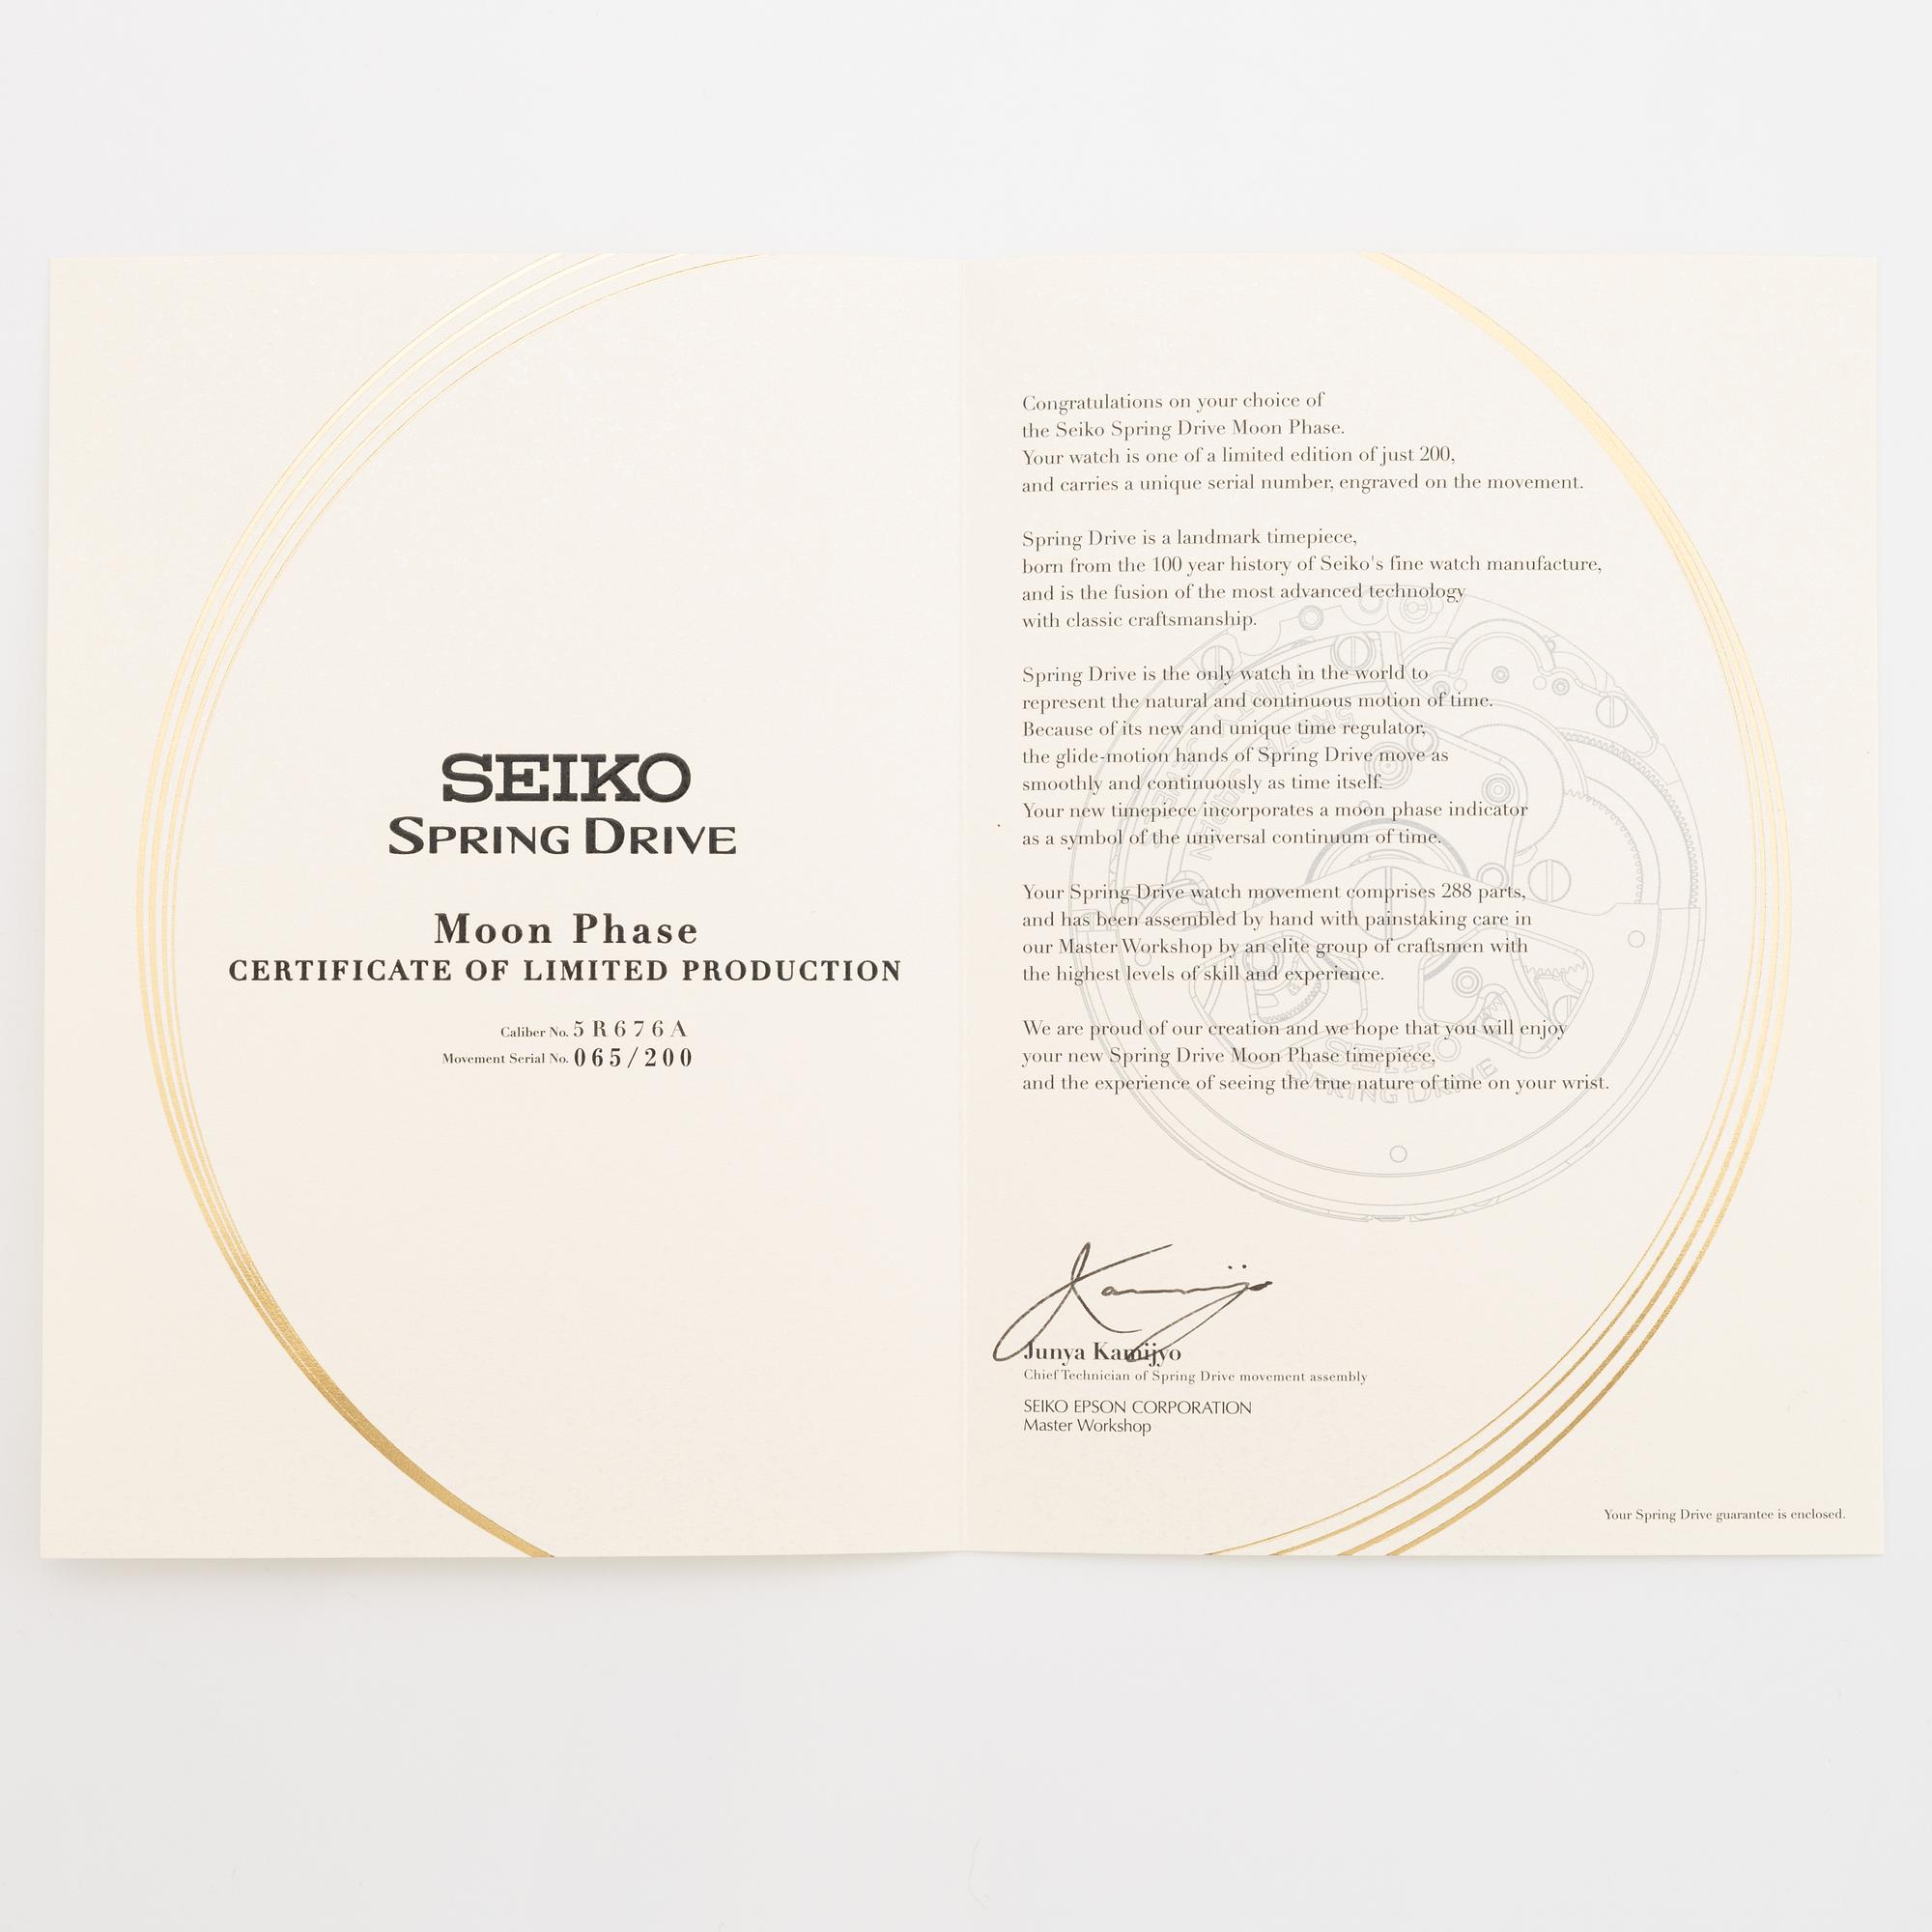 SEIKO
SPRING DRIVE
Moon Phase
CERTIFICATE OF LIMITED PRODUCTION
Caliber No. 5R676A
Movement Serial No. 065/200
Congratulations on your choice of
the Seiko Spring Drive Moon Phase.
Your watch is one of a limited edition of just 200,
and carries a unique serial number, engraved on the movement.
Spring Drive is a landmark timepiece,
born from the 100 year history of Seiko's fine watch manufacture,
and is the fusion of the most advanced technology
with classic craftsmanship.
Spring Drive is the only watch in the world to
represent the natural and continuous motion of time.
Because of its new and unique time regulator,
the glide-motion hands of Spring Drive move as
smoothly and continuously as time itself.
Your new timepiece incorporates a moon phase indicator
as a symbol of the universal continuum of time.
Your Spring Drive watch movement comprises 288 parts,
and has been assembled by hand with painstaking care in
our Master Workshop by an elite group of craftsmen with
the highest levels of skill and experience.
We are proud of our creation and we hope that you will enjoy
your new Spring Drive Moon Phase timepiece,
and the experience of seeing the true nature of time on your wrist.
SEIKO
SPRING DRIVE
Kamijo
Junya Kamijyo
Chief Technician of Spring Drive movement assembly
SEIKO EPSON CORPORATION
Master Workshop
Your Spring Drive guarantee is enclosed.